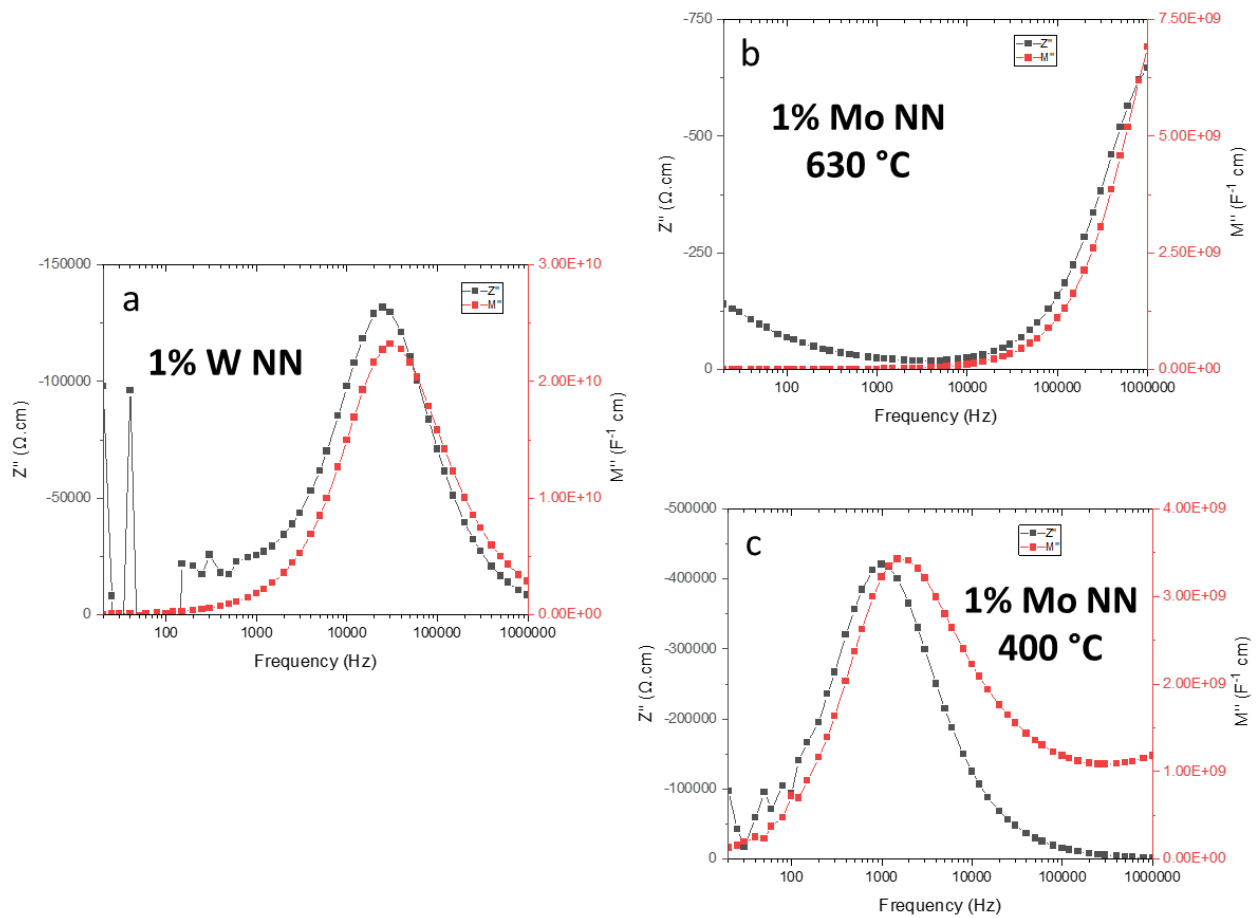 a
1% W NN
Z"
M"
-150000
-100000
-50000
0
3.00E+10
2.00E+10
1.00E+10
0.00E+00
100
1000
10000
100000
1000000
Z'' (Ω.cm)
M'' (F-1 cm)
Frequency (Hz)
b
1% Mo NN
630 °C
Z"
M"
-750
-500
-250
0
7.50E+09
5.00E+09
2.50E+09
0.00E+00
100
1000
10000
100000
1000000
Z'' (Ω.cm)
M'' (F-1 cm)
Frequency (Hz)
c
1% Mo NN
400 °C
Z"
M"
-500000
-400000
-300000
-200000
-100000
0
4.00E+09
3.00E+09
2.00E+09
1.00E+09
0.00E+00
100
1000
10000
100000
1000000
Z'' (Ω.cm)
M'' (F-1 cm)
Frequency (Hz)